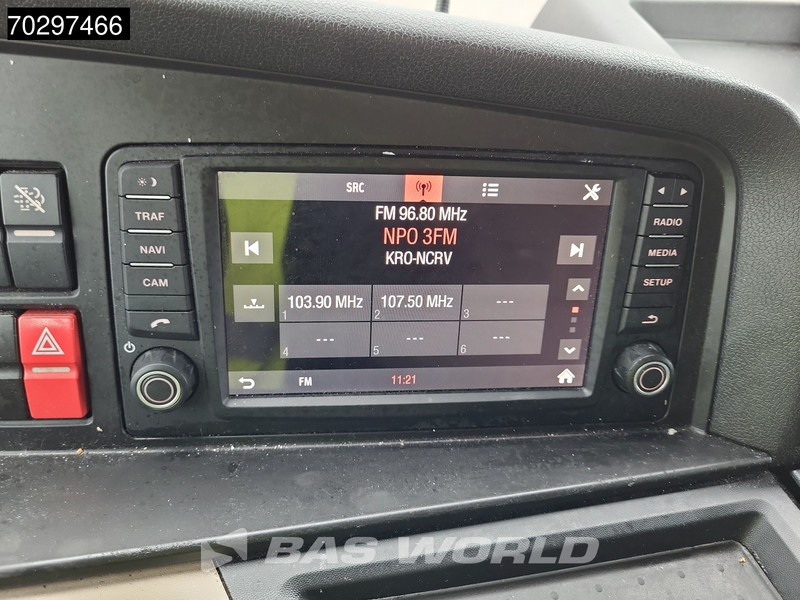 70297466
SRC
TRAF
NAVI
CAM
FM 96.80 MHz
NPO 3FM
KRO-NCRV
103.90 MHz
1
107.50 MHz
2
---
3
---
4
---
5
---
6
FM
11:21
RADIO
MEDIA
SETUP
BAS WORLD